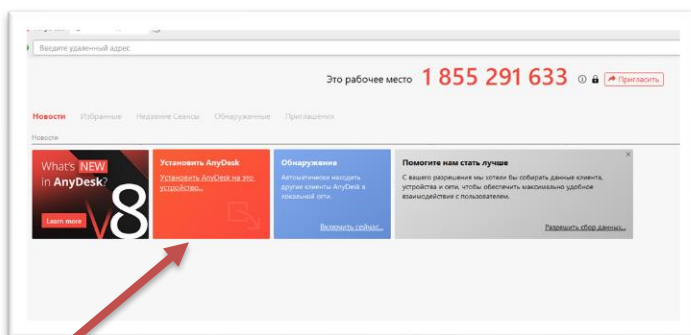 Введите удаленный адрес
Это рабочее место 1 855 291 633 Пригласить
Новости Избранные Недавние Сеансы Обнаруженные Приглашения
Новости
What's NEW
in AnyDesk?
V8
Learn more
Установить AnyDesk
Установить AnyDesk на это
устройство...
Обнаружение
Автоматически находить
другие клиенты AnyDesk в
локальной сети.
Включить сейчас...
Помогите нам стать лучше
С вашего разрешения мы хотели бы собирать данные клиента,
устройства и сети, чтобы обеспечить максимально удобное
взаимодействие с пользователем.
Разрешить сбор данных...